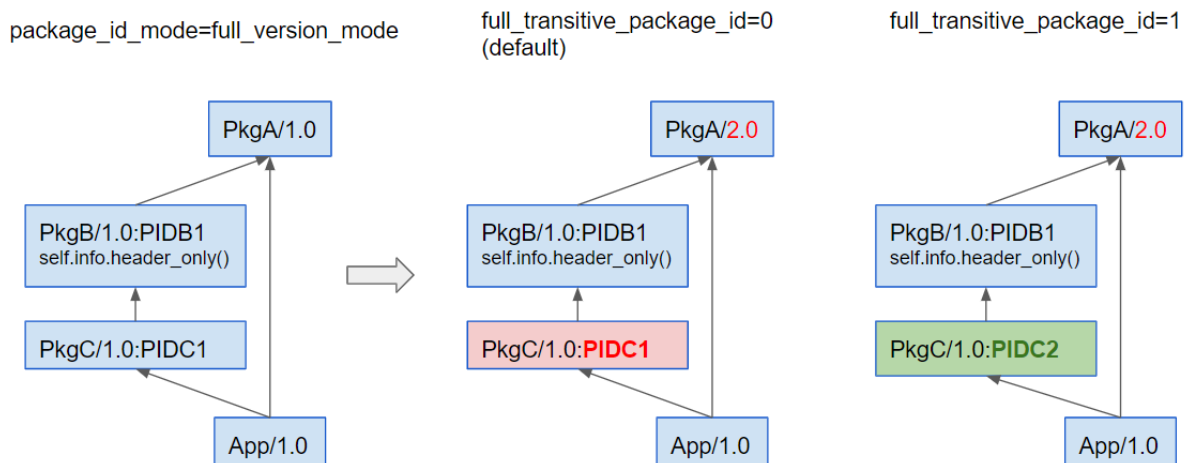 package_id_mode=full_version_mode
PkgA/1.0
PkgB/1.0:PIDB1
self.info.header_only()
PkgC/1.0:PIDC1
App/1.0
full_transitive_package_id=0
(default)
PkgA/2.0
PkgB/1.0:PIDB1
self.info.header_only()
PkgC/1.0:PIDC1
App/1.0
full_transitive_package_id=1
PkgA/2.0
PkgB/1.0:PIDB1
self.info.header_only()
PkgC/1.0:PIDC2
App/1.0